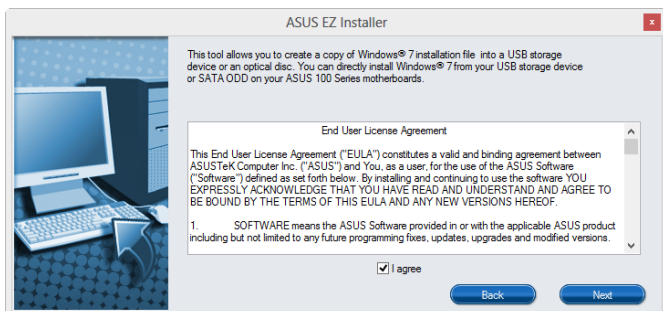 ASUS EZ Installer
x
This tool allows you to create a copy of Windows® 7 installation file into a USB storage
device or an optical disc. You can directly install Windows® 7 from your USB storage device
or SATA ODD on your ASUS 100 Series motherboards.
End User License Agreement
This End User License Agreement ("EULA") constitutes a valid and binding agreement between
ASUSTeK Computer Inc. ("ASUS") and You, as a user, for the use of the ASUS Software
("Software") defined as set forth below. By installing and continuing to use the software YOU
EXPRESSLY ACKNOWLEDGE THAT YOU HAVE READ AND UNDERSTAND AND AGREE TO
BE BOUND BY THE TERMS OF THIS EULA AND ANY NEW VERSIONS HEREOF.
1. SOFTWARE means the ASUS Software provided in or with the applicable ASUS product
including but not limited to any future programming fixes, updates, upgrades and modified versions.
I agree
Back
Next